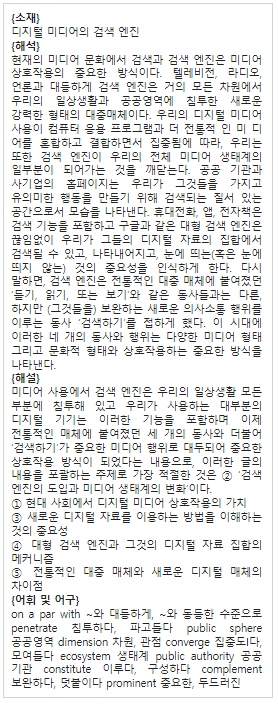 {소재}
디지털 미디어의 검색 엔진
{해석}
현재의 미디어 문화에서 검색과 검색 엔진은 미디어
상호작용의 중요한 방식이다. 텔레비전, 라디오,
언론과 대등하게 검색 엔진은 거의 모든 차원에서
우리의 일상생활과 공공영역에 침투한 새로운
강력한 형태의 대중매체이다. 우리의 디지털 미디어
사용이 컴퓨터 응용 프로그램과 더 전통적 인 미 디
어를 혼합하고 결합하면서 집중됨에 따라, 우리는
또한 검색 엔진이 우리의 전체 미디어 생태계의
일부분이 되어가는 것을 깨닫는다. 공공 기관과
사기업의 홈페이지는 우리가 그것들을 가지고
유의미한 행동을 만들기 위해 검색되는 질서 있는
공간으로서 모습을 나타낸다. 휴대전화, 앱, 전자책은
검색 기능을 포함하고 구글과 같은 대형 검색 엔진은
끊임없이 우리가 그들의 디지털 자료의 집합에서
검색될 수 있고, 나타내어지고, 눈에 띄는(혹은 눈에
띄지 않는) 것의 중요성을 인식하게 한다. 다시
말하면, 검색 엔진은 전통적인 대중 매체에 붙여졌던
'듣기, 읽기, 또는 보기'와 같은 동사들과는 다른,
하지만 (그것들을) 보완하는 새로운 의사소통 행위를
이루는 동사 '검색하기'를 접하게 했다. 이 시대에
이러한 네 개의 동사와 행위는 다양한 미디어 형태
그리고 문화적 형태와 상호작용하는 중요한 방식을
나타낸다.
{해설}
미디어 사용에서 검색 엔진은 우리의 일상생활 모든
부분에 침투해 있고 우리가 사용하는 대부분의
디지털 기기는 이러한 기능을 포함하며 이제
전통적인 매체에 붙여졌던 세 개의 동사와 더불어
'검색하기'가 중요한 미디어 행위로 대두되어 중요한
상호작용 방식이 되었다는 내용으로, 이러한 글의
내용을 포괄하는 주제로 가장 적절한 것은 ② '검색
엔진의 도입과 미디어 생태계의 변화'이다.
① 현대 사회에서 디지털 미디어 상호작용의 가치
③ 새로운 디지털 자료를 이용하는 방법을 이해하는
것의 중요성
④ 대형 검색 엔진과 그것의 디지털 자료 집합의
메커니즘
⑤ 전통적인 대중 매체와 새로운 디지털 매체의
차이점
{어휘 및 어구}
on a par with ~와 대등하게, ~와 동등한 수준으로
penetrate 침투하다, 파고들다 public sphere
공공영역 dimension 차원, 관점 converge 집중도l다,
모여들다 ecosystem 생태계 public authority 공공
기관 constitute 이루다, 구성하다 complement
보완하다, 덧붙이다 prominent 중요한, 두드러진